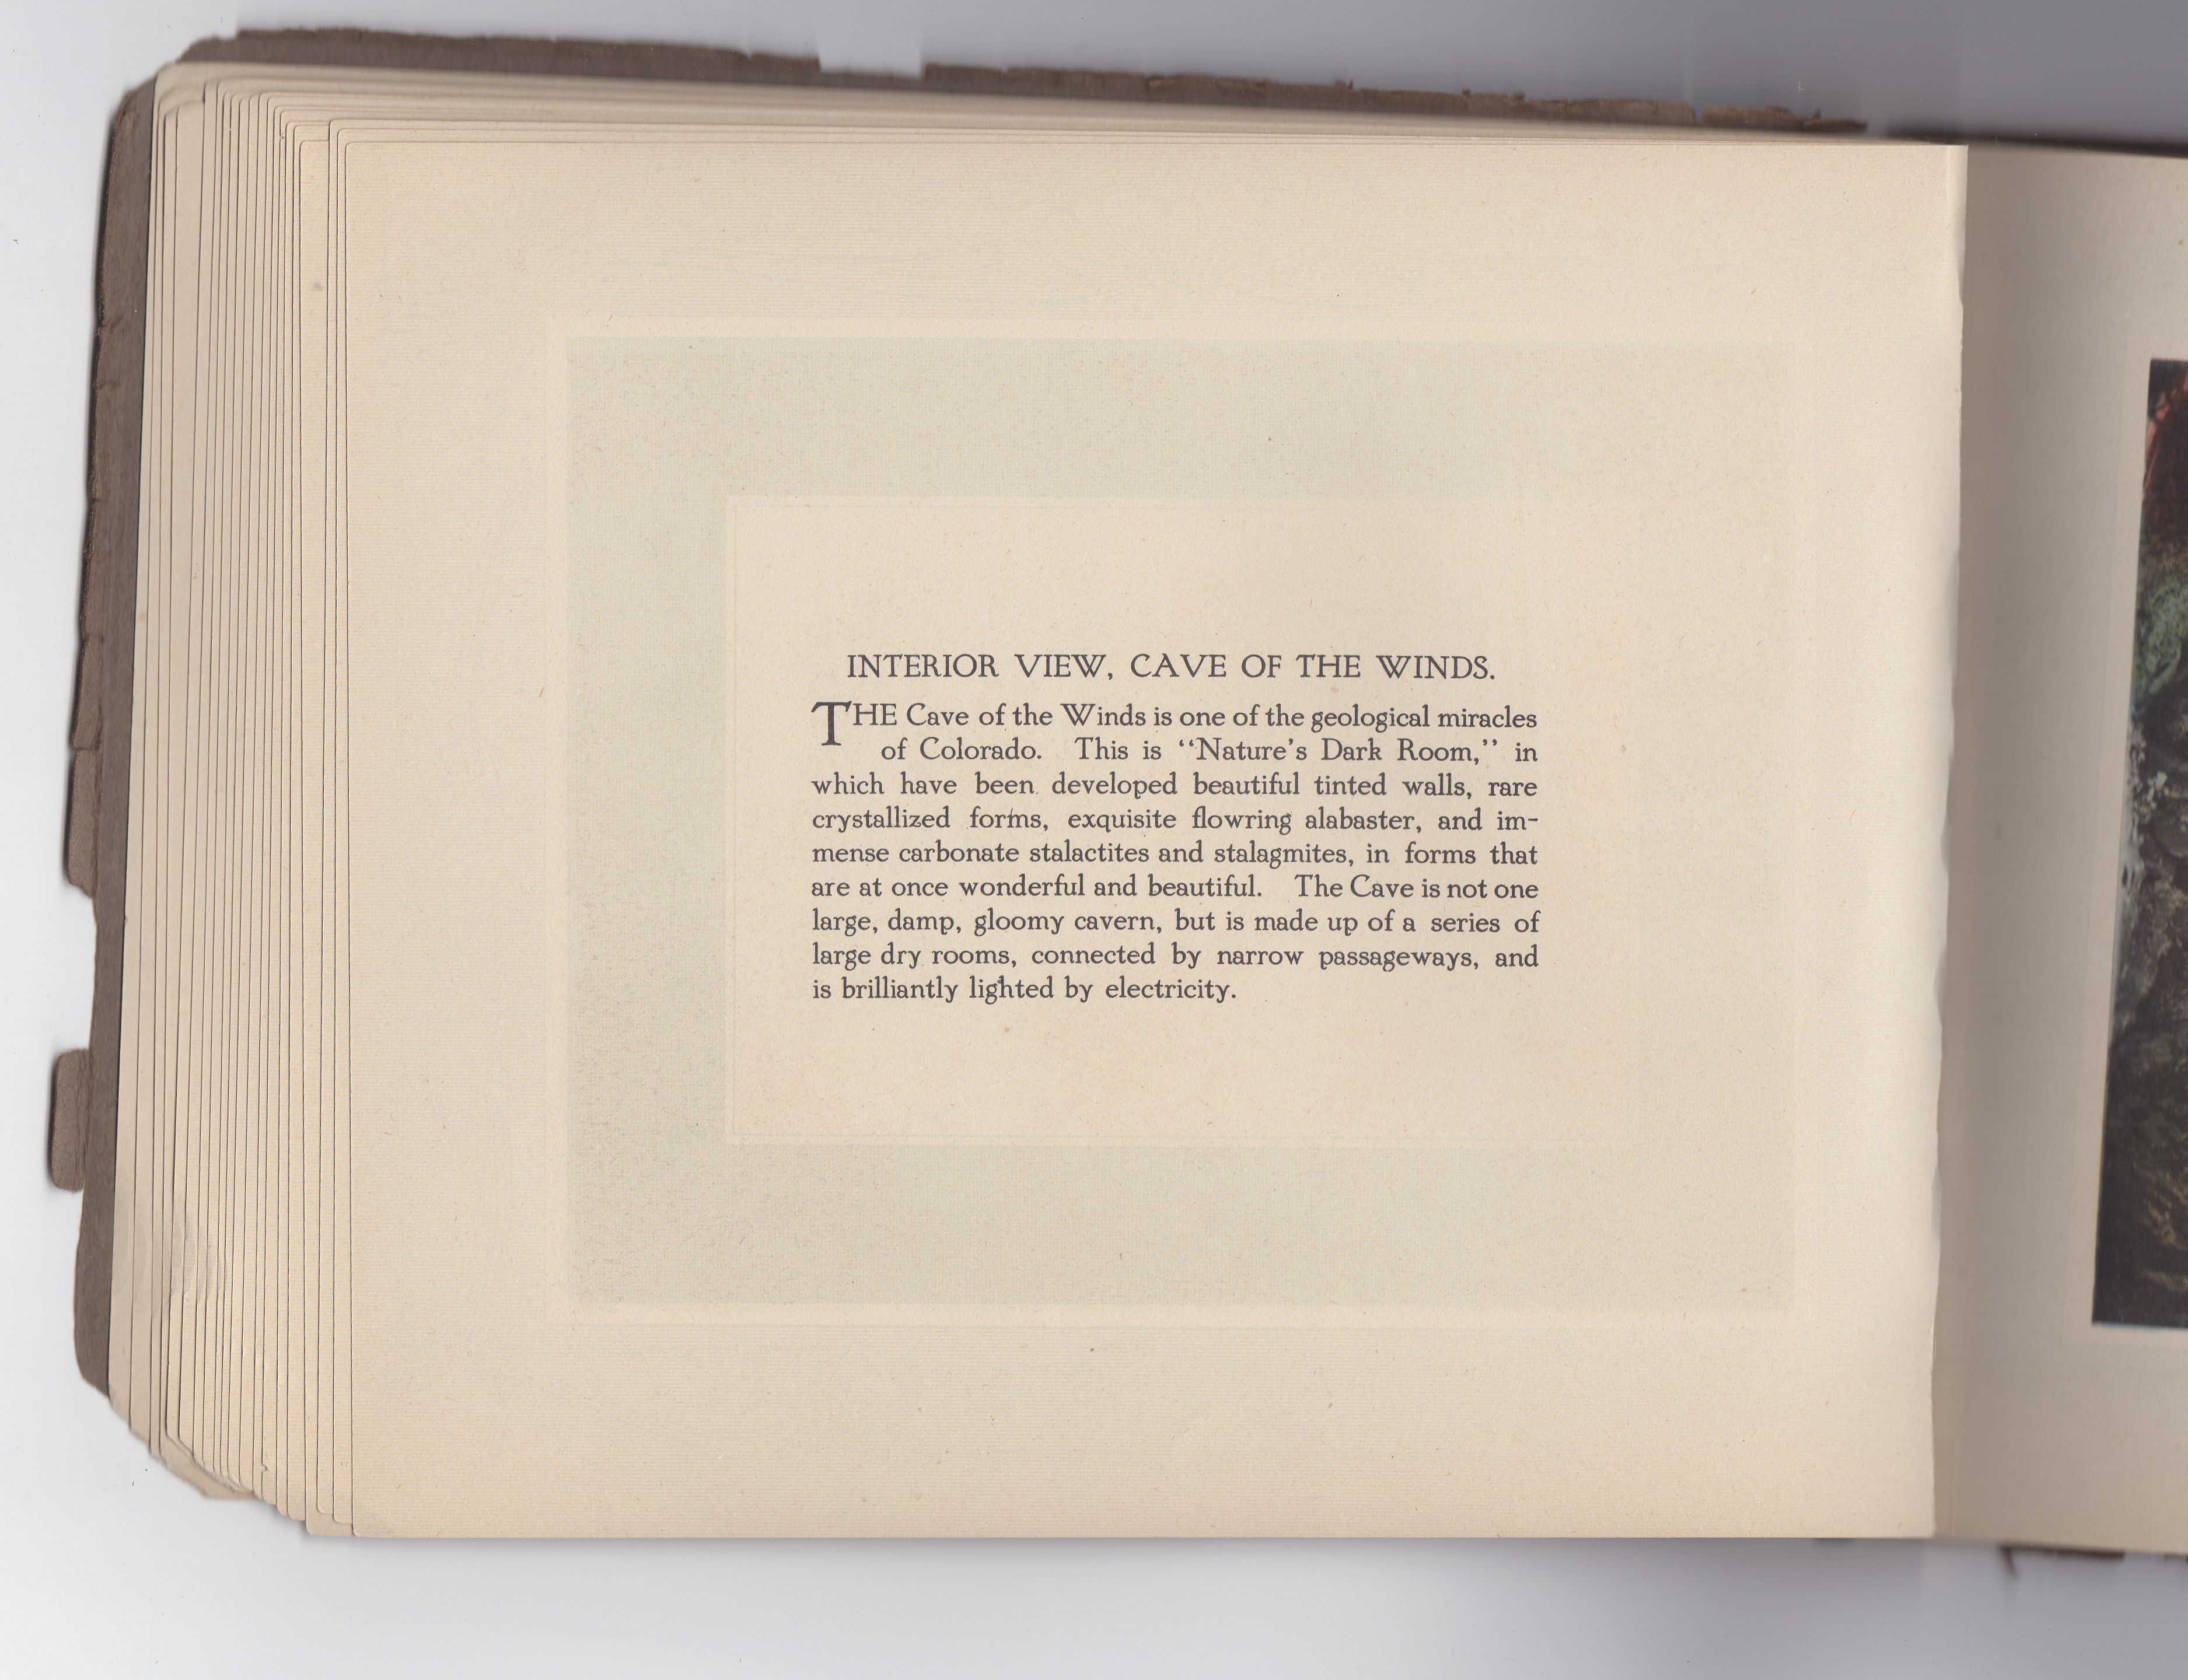 INTERIOR VIEW, CAVE OF THE WINDS.
THE Cave of the Winds is one of the geological miracles
of Colorado. This is “Nature’s Dark Room,” in
which have been developed beautiful tinted walls, rare
crystallized forms, exquisite flowring alabaster, and im-
mense carbonate stalactites and stalagmites, in forms that
are at once wonderful and beautiful. The Cave is not one
large, damp, gloomy cavern, but is made up of a series of
large dry rooms, connected by narrow passageways, and
is brilliantly lighted by electricity.